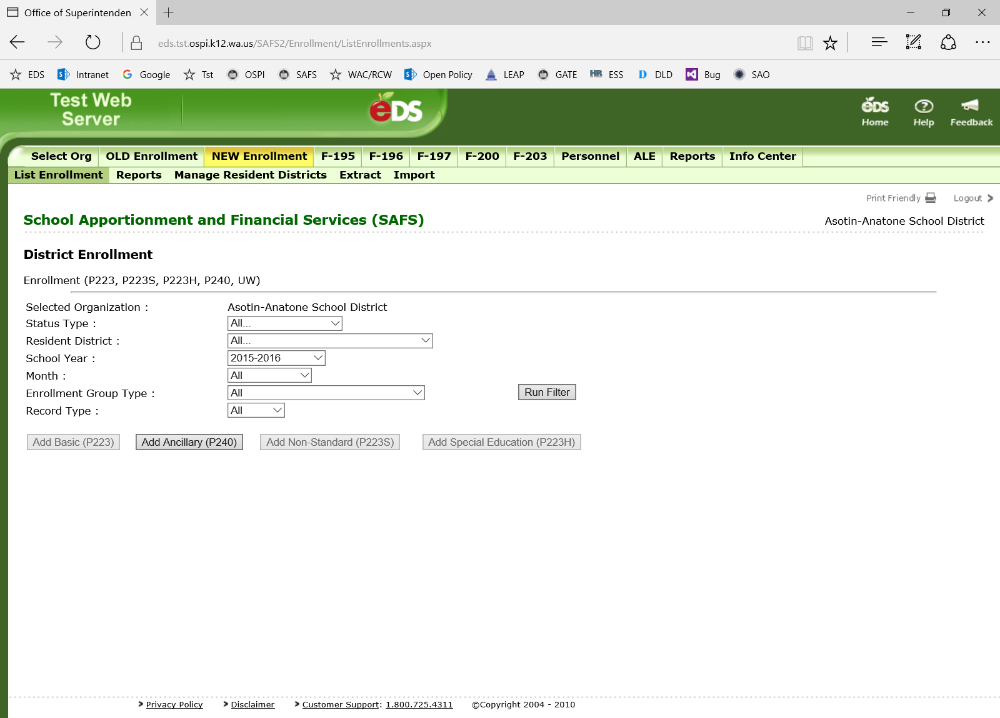 Office of Superintenden
eds.tst.ospi.k12.wa.us/SAFS2/Enrollment/ListEnrollments.aspx
EDS Intranet Google Tst OSPI SAFS WAC/RCW Open Policy LEAP GATE HR ESS D DLD Bug SAO
Test Web
Server
eDS
eDS
Home Help Feedback
Select Org OLD Enrollment NEW Enrollment F-195 F-196 F-197 F-200 F-203 Personnel ALE Reports Info Center
List Enrollment Reports Manage Resident Districts Extract Import
Print Friendly Logout
School Apportionment and Financial Services (SAFS) Asotin-Anatone School District
District Enrollment
Enrollment (P223, P223S, P223H, P240, UW)
Selected Organization : Asotin-Anatone School District
Status Type : All...
Resident District : All...
School Year : 2015-2016
Month : All
Enrollment Group Type : All Run Filter
Record Type : All
Add Basic (P223) Add Ancillary (P240) Add Non-Standard (P223S) Add Special Education (P223H)
Privacy Policy Disclaimer Customer Support: 1.800.725.4311 ©Copyright 2004 - 2010